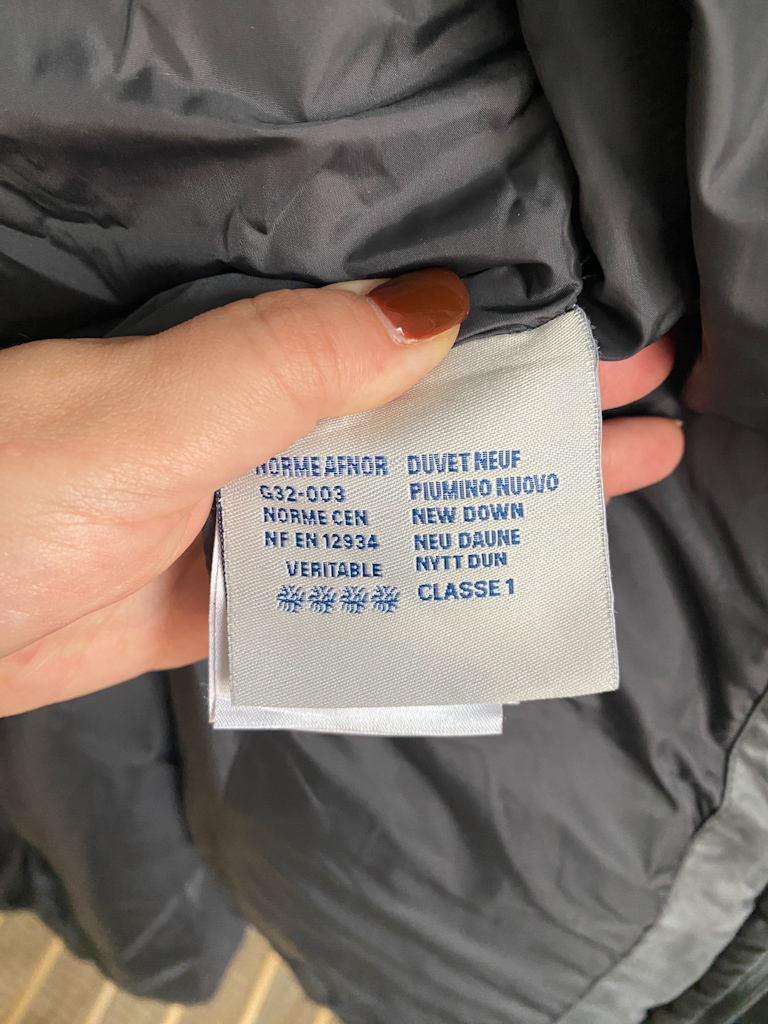 NORME AFNOR
G32-003
NORME CEN
NF EN 12934
VERITABLE
DUVET NEUF
PIUMINO NUOVO
NEW DOWN
NEU DAUNE
NYTT DUN
CLASSE 1